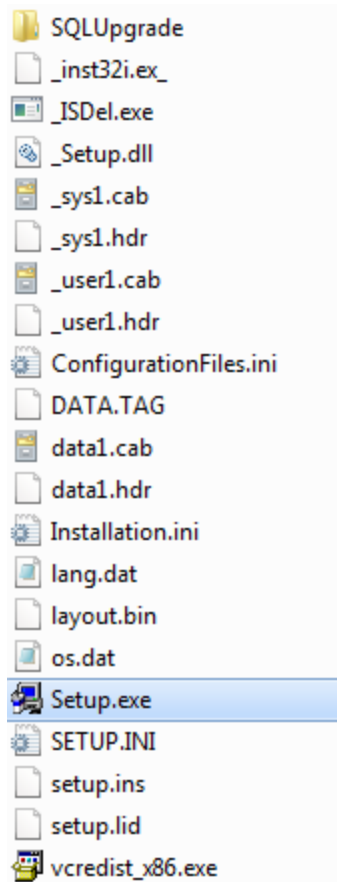 SQLUpgrade
_inst32i.ex_
_ISDel.exe
_Setup.dll
_sys1.cab
_sys1.hdr
_user1.cab
_user1.hdr
ConfigurationFiles.ini
DATA.TAG
data1.cab
data1.hdr
Installation.ini
lang.dat
layout.bin
os.dat
Setup.exe
SETUP.INI
setup.ins
setup.lid
vcredist_x86.exe